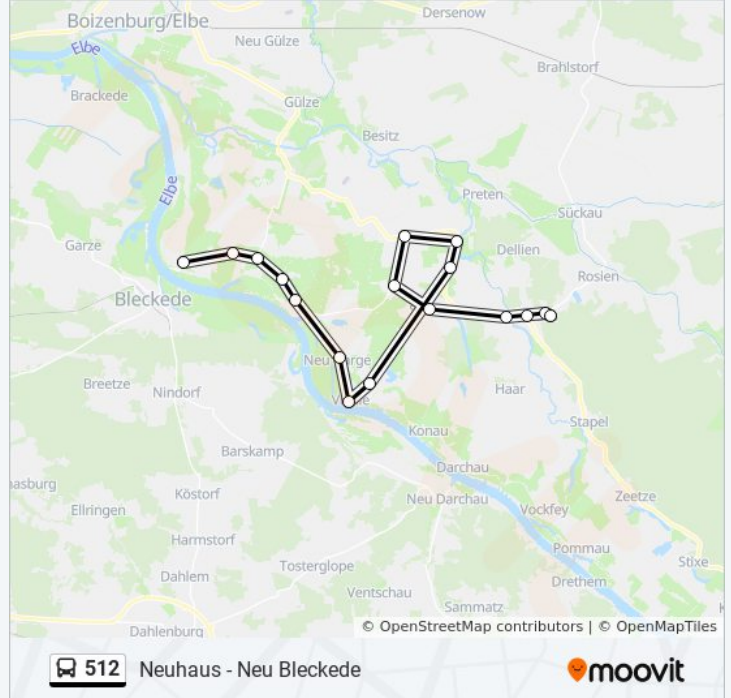 Dersenow
Boizenburg/Elbe
Neu Gülze
Elbe
Brahlstorf
Brackede
Gülze
Besitz
Elbe
Preten
Sückau
Garze
Dellien
Rosien
Bleckede
Breetze
Nindorf
Haar
Stapel
Konau
Barskamp
Darchau
asburg
Köstorf
Neu Darchau
Zeetze
Ellringen
Vockfey
Harmstorf
Pommau
Stixe
Tosterglope
Dahlem
Drethem
Ventschau
Sammatz
© OpenStreetMap contributors | © OpenMapTiles
Dahlenburg
512 Neuhaus - Neu Bleckede
moovit